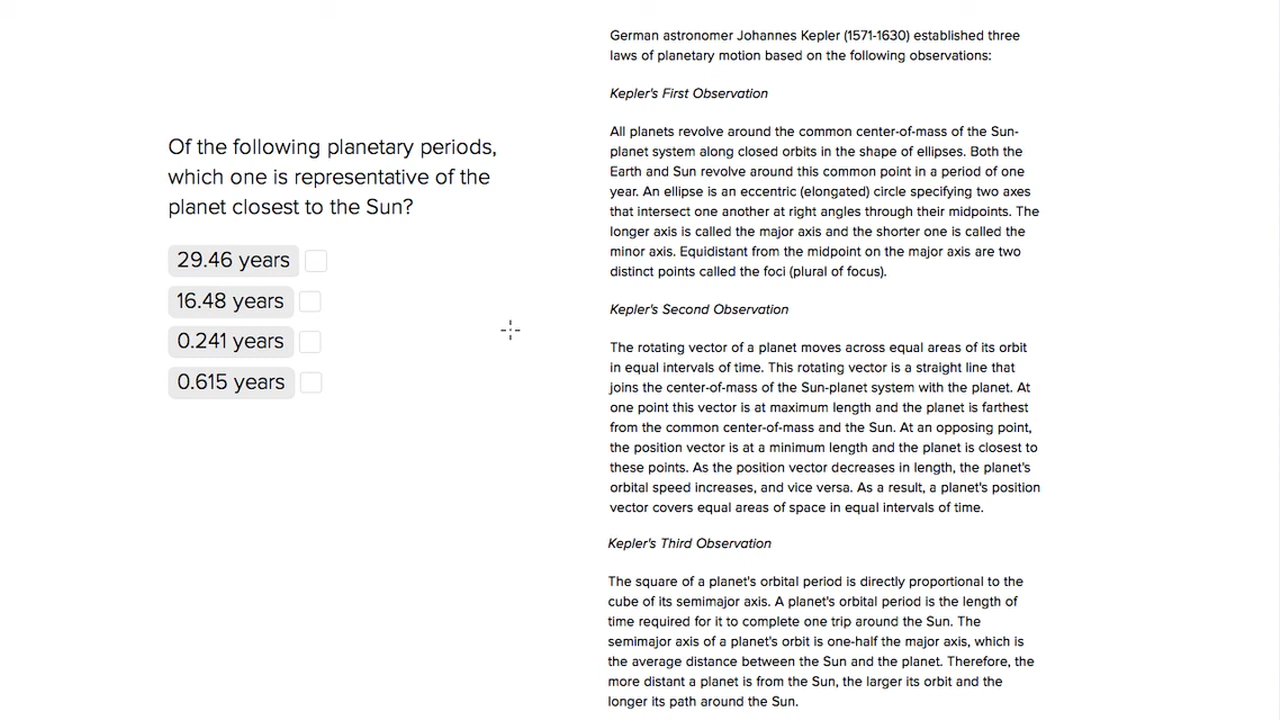 Of the following planetary periods,
which one is representative of the
planet closest to the Sun?
29.46 years
16.48 years
0.241 years
0.615 years
German astronomer Johannes Kepler (1571-1630) established three
laws of planetary motion based on the following observations:
Kepler's First Observation
All planets revolve around the common center-of-mass of the Sun-
planet system along closed orbits in the shape of ellipses. Both the
Earth and Sun revolve around this common point in a period of one
year. An ellipse is an eccentric (elongated) circle specifying two axes
that intersect one another at right angles through their midpoints. The
longer axis is called the major axis and the shorter one is called the
minor axis. Equidistant from the midpoint on the major axis are two
distinct points called the foci (plural of focus).
Kepler's Second Observation
The rotating vector of a planet moves across equal areas of its orbit
in equal intervals of time. This rotating vector is a straight line that
joins the center-of-mass of the Sun-planet system with the planet. At
one point this vector is at maximum length and the planet is farthest
from the common center-of-mass and the Sun. At an opposing point,
the position vector is at a minimum length and the planet is closest to
these points. As the position vector decreases in length, the planet's
orbital speed increases, and vice versa. As a result, a planet's position
vector covers equal areas of space in equal intervals of time.
Kepler's Third Observation
The square of a planet's orbital period is directly proportional to the
cube of its semimajor axis. A planet's orbital period is the length of
time required for it to complete one trip around the Sun. The
semimajor axis of a planet's orbit is one-half the major axis, which is
the average distance between the Sun and the planet. Therefore, the
more distant a planet is from the Sun, the larger its orbit and the
longer its path around the Sun.